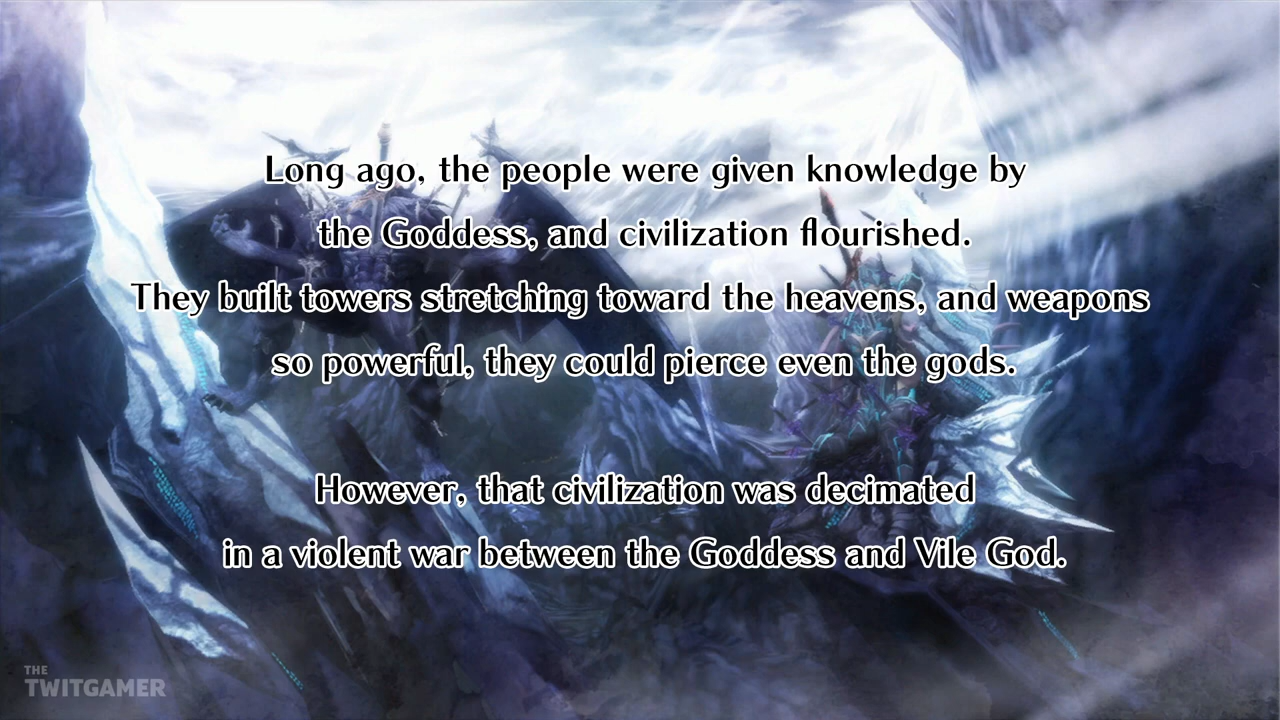 Long ago, the people were given knowledge by
the Goddess, and civilization flourished.
They built towers stretching toward the heavens, and weapons
so powerful, they could pierce even the gods.
However, that civilization was decimated
in a violent war between the Goddess and Vile God.
THE
TWITGAMER